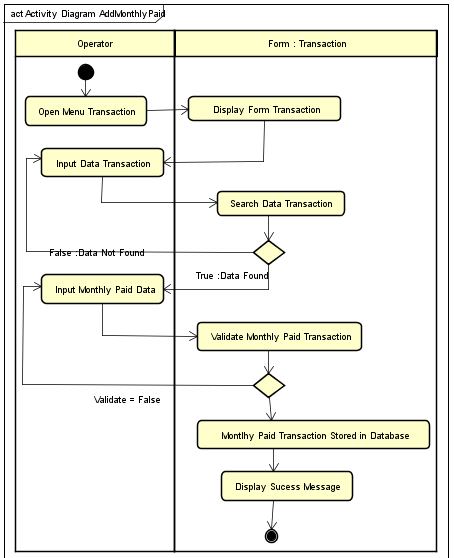 act Activity Diagram AddMonthlyPaid
Operator
Form : Transaction
Open Menu Transaction
Display Form Transaction
Input Data Transaction
Search Data Transaction
False :Data Not Found
True :Data Found
Input Monthly Paid Data
Validate Monthly Paid Transaction
Validate = False
Montlhy Paid Transaction Stored in Database
Display Sucess Message